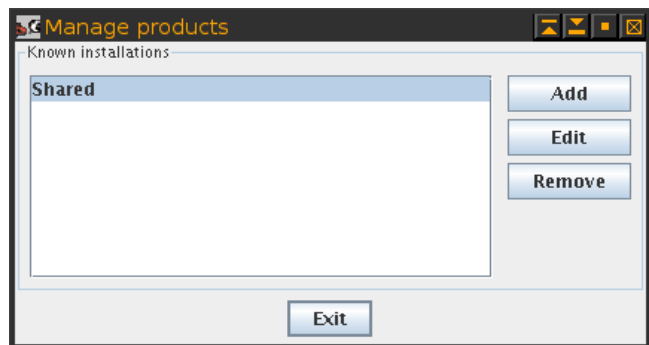 Manage products
Known installations
Shared
Add
Edit
Remove
Exit